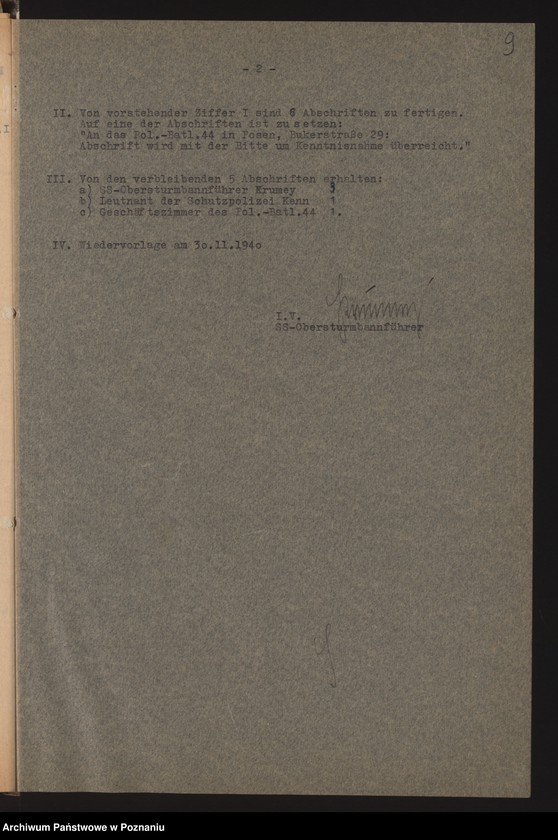 9
- 2 -
II. Von vorstehender Ziffer I sind 6 Abschriften zu fertigen.
Auf eine der Abschriften ist zu setzen:
"An das Pol.-Batl.44 in Posen, Bukerstraße 29:
Abschrift wird mit der Bitte um Kenntnisnahme überreicht."
III. Von den verbleibenden 5 Abschriften erhalten:
a) SS-Obersturmbannführer Krumey 3
b) Leutnant der Schutzpolizei Kann 1
c) Geschäftszimmer des Pol.-Batl.44 1.
IV. Wiedervorlage am 3o.11.194o
I.V.
SS-Obersturmbannführer
Archiwum Państwowe w Poznaniu